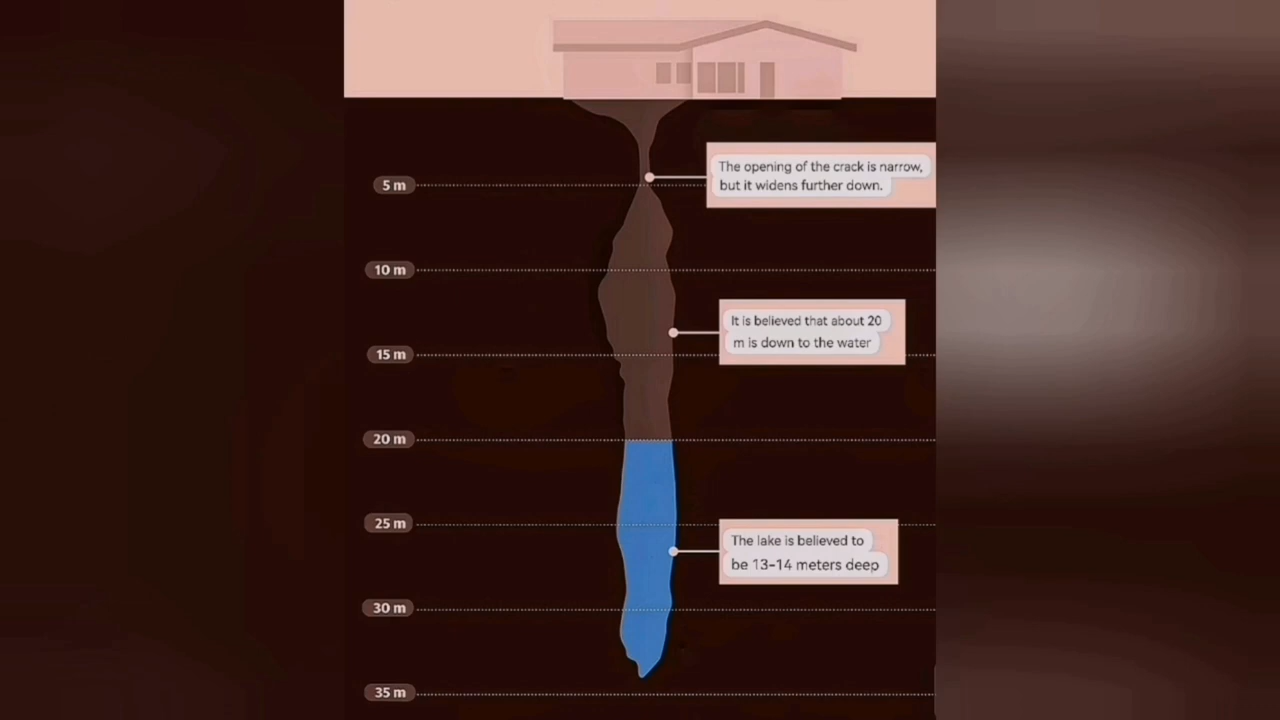 The opening of the crack is narrow,
but it widens further down.
5 m
10 m
It is believed that about 20
m is down to the water
15 m
20 m
25 m
The lake is believed to
be 13-14 meters deep
30 m
35 m